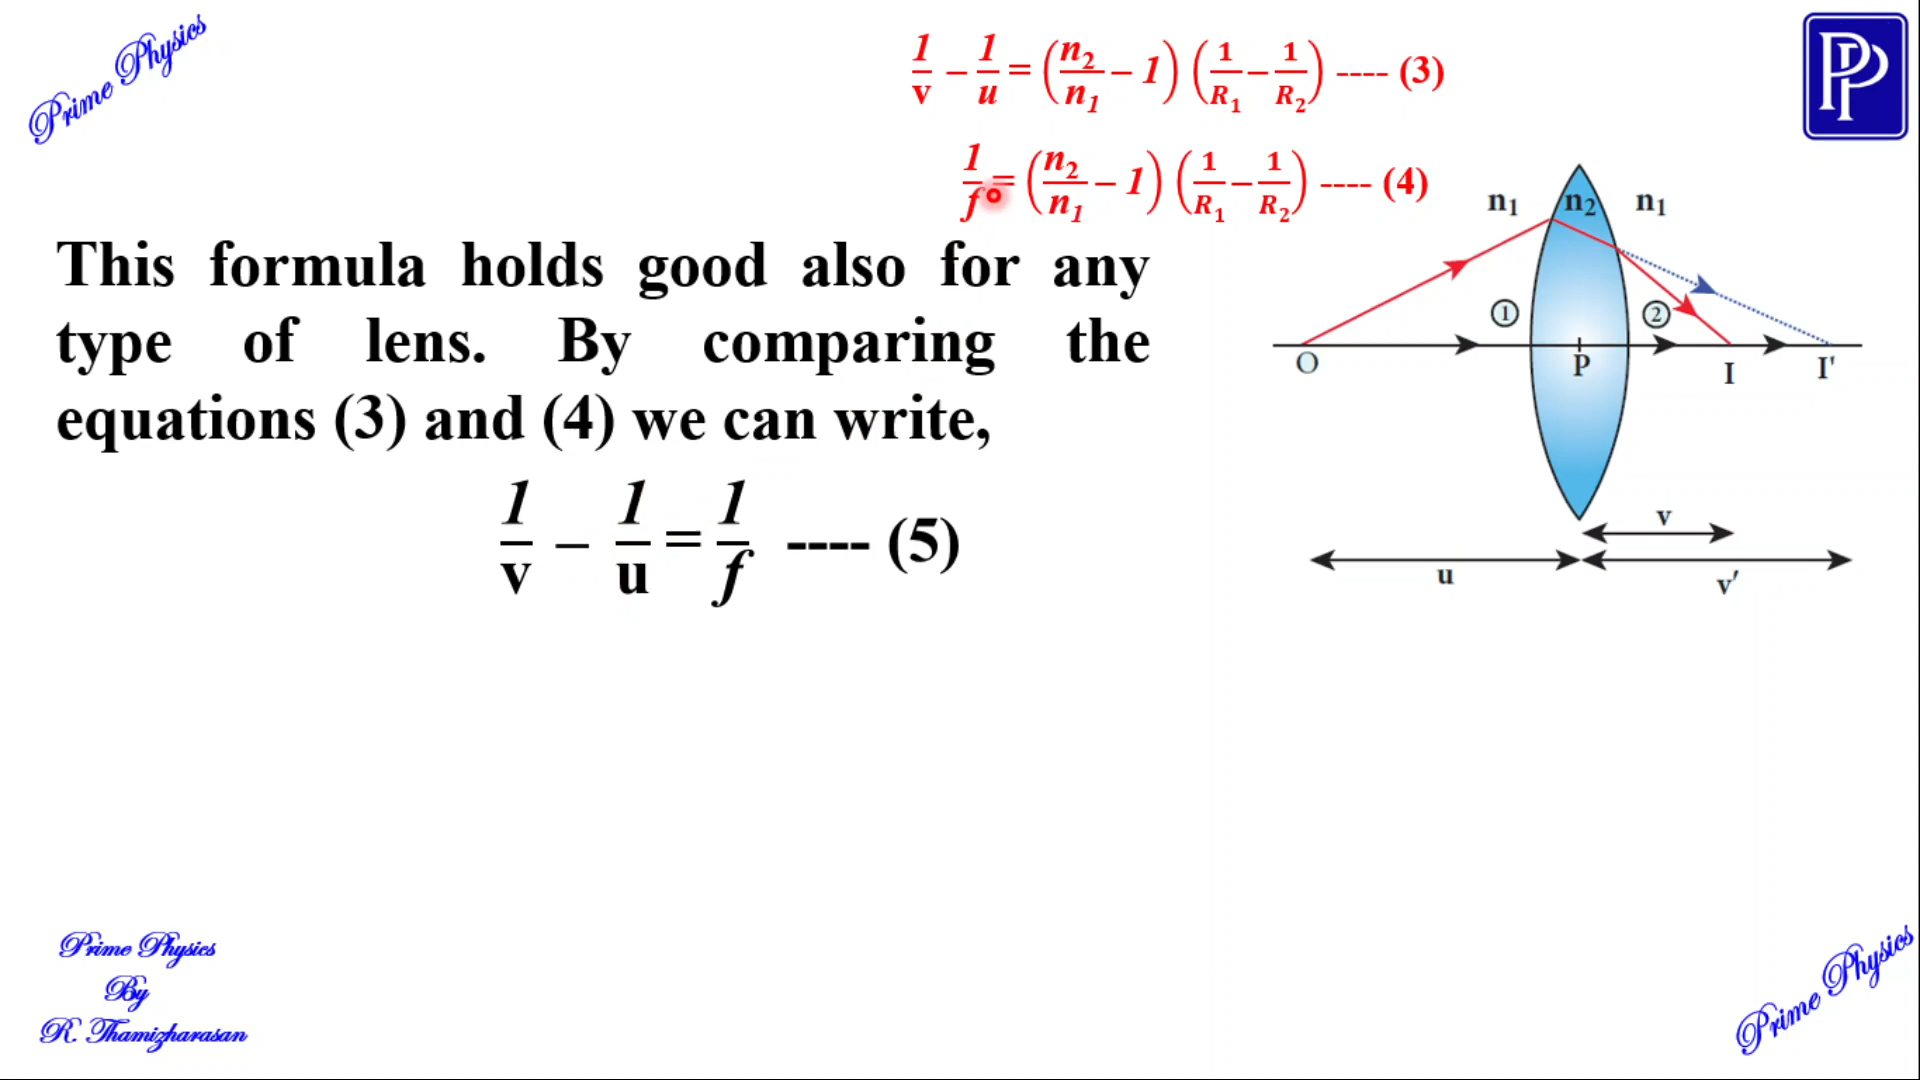 Prime Physics
PP
1/v − 1/u = (n₂/n₁ − 1) (1/R₁ − 1/R₂) ---- (3)
1/f = (n₂/n₁ − 1) (1/R₁ − 1/R₂) ---- (4)
This formula holds good also for any
type of lens. By comparing the
equations (3) and (4) we can write,
1/v − 1/u = 1/f ---- (5)
n₁ n₂ n₁
① ②
O P I I'
v
u v′
Prime Physics
By
R. Thamizharasan
Prime Physics